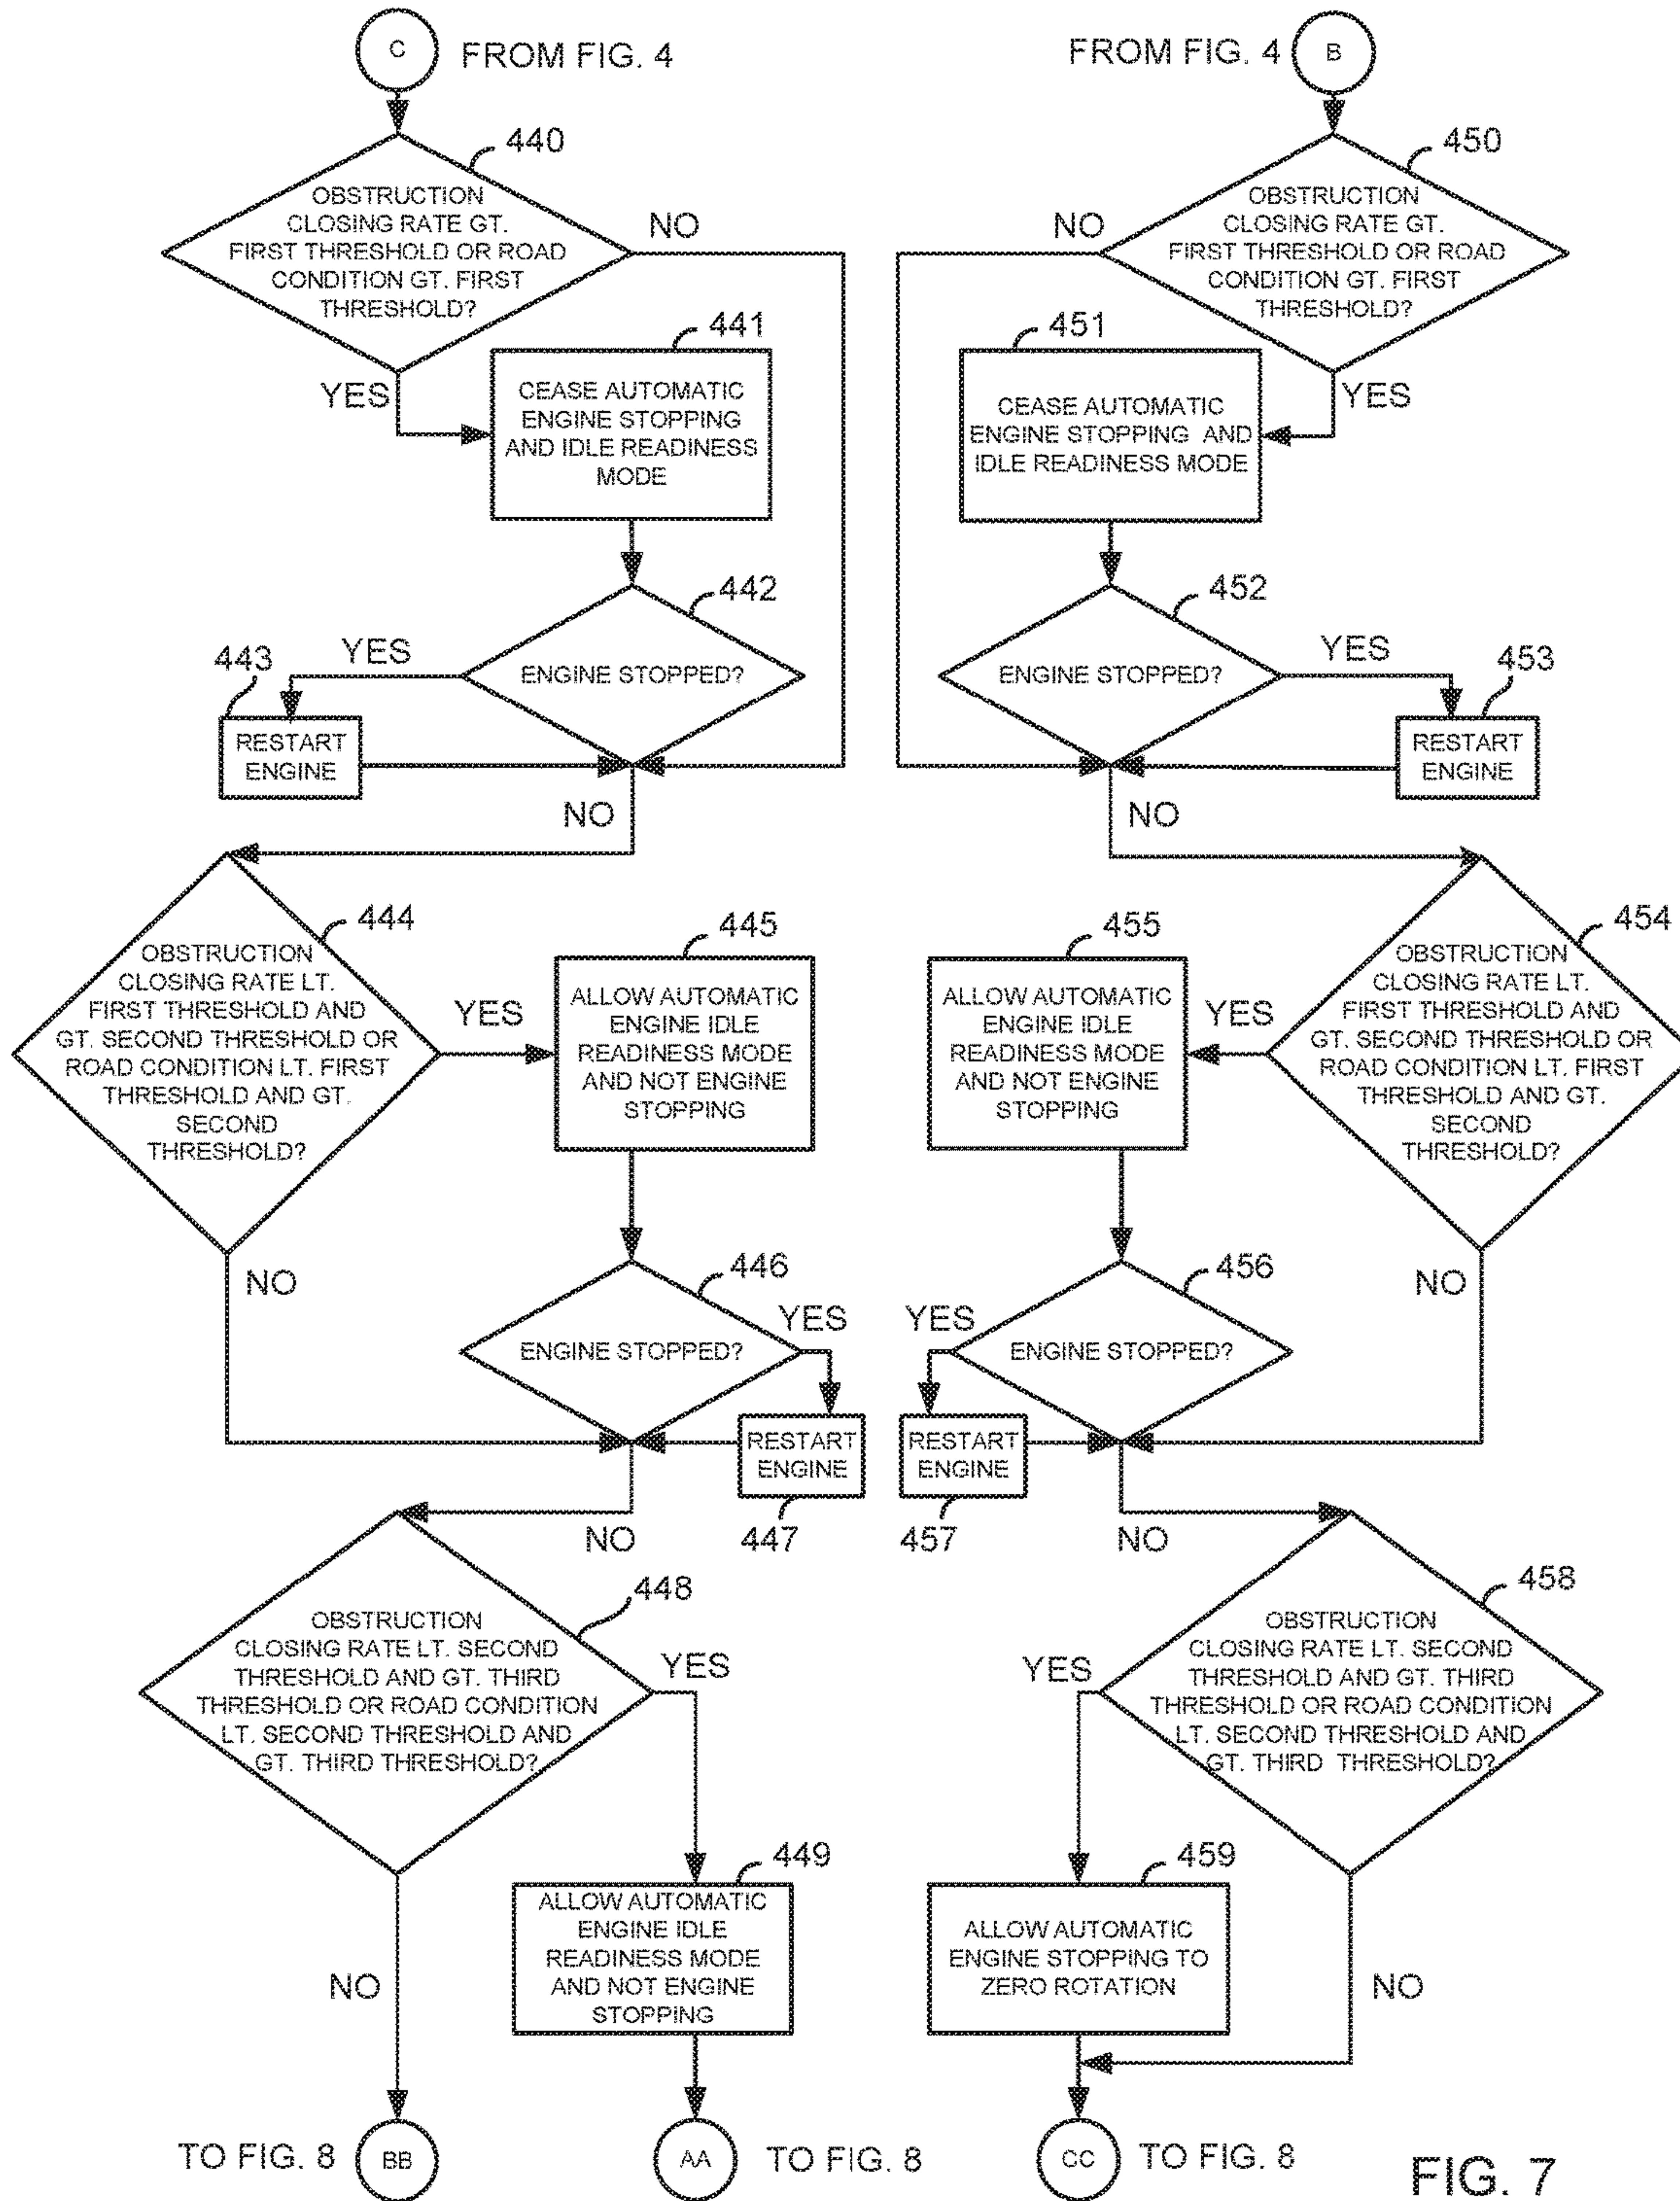 C
FROM FIG. 4
FROM FIG. 4
B
440
OBSTRUCTION
CLOSING RATE GT.
FIRST THRESHOLD OR ROAD
CONDITION GT. FIRST
THRESHOLD?
NO
YES
441
CEASE AUTOMATIC
ENGINE STOPPING
AND IDLE READINESS
MODE
442
ENGINE STOPPED?
YES
443
RESTART
ENGINE
NO
450
OBSTRUCTION
CLOSING RATE GT.
FIRST THRESHOLD OR ROAD
CONDITION GT. FIRST
THRESHOLD?
NO
YES
451
CEASE AUTOMATIC
ENGINE STOPPING AND
IDLE READINESS MODE
452
ENGINE STOPPED?
YES
453
RESTART
ENGINE
NO
444
OBSTRUCTION
CLOSING RATE LT.
FIRST THRESHOLD AND
GT. SECOND THRESHOLD OR
ROAD CONDITION LT. FIRST
THRESHOLD AND GT.
SECOND
THRESHOLD?
YES
NO
445
ALLOW AUTOMATIC
ENGINE IDLE
READINESS MODE
AND NOT ENGINE
STOPPING
446
ENGINE STOPPED?
YES
RESTART
ENGINE
447
NO
454
OBSTRUCTION
CLOSING RATE LT.
FIRST THRESHOLD AND
GT. SECOND THRESHOLD OR
ROAD CONDITION LT. FIRST
THRESHOLD AND GT.
SECOND
THRESHOLD?
YES
NO
455
ALLOW AUTOMATIC
ENGINE IDLE
READINESS MODE
AND NOT ENGINE
STOPPING
456
ENGINE STOPPED?
YES
RESTART
ENGINE
457
NO
448
OBSTRUCTION
CLOSING RATE LT. SECOND
THRESHOLD AND GT. THIRD
THRESHOLD OR ROAD CONDITION
LT. SECOND THRESHOLD AND
GT. THIRD THRESHOLD?
YES
NO
449
ALLOW AUTOMATIC
ENGINE IDLE
READINESS MODE
AND NOT ENGINE
STOPPING
458
OBSTRUCTION
CLOSING RATE LT. SECOND
THRESHOLD AND GT. THIRD
THRESHOLD OR ROAD CONDITION
LT. SECOND THRESHOLD AND
GT. THIRD THRESHOLD?
YES
NO
459
ALLOW AUTOMATIC
ENGINE STOPPING TO
ZERO ROTATION
TO FIG. 8
BB
AA
TO FIG. 8
CC
TO FIG. 8
FIG. 7